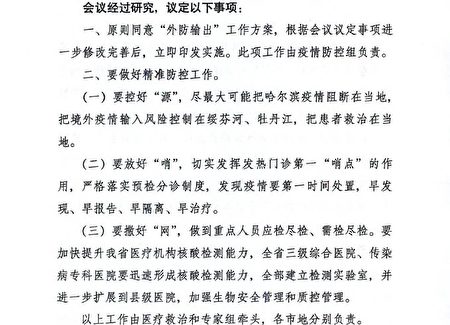 会议经过研究，议定以下事项：
一、原则同意“外防输出”工作方案，根据会议议定事项进
一步修改完善后，立即印发实施。此项工作由疫情防控组负责。
二、要做好精准防控工作。
（一）要控好“源”，尽最大可能把哈尔滨疫情阻断在当地，
把境外疫情输入风险控制在绥芬河、牡丹江，把患者救治在当
地。
（二）要放好“哨”，切实发挥发热门诊第一“哨点”的作
用，严格落实预检分诊制度，发现疫情要第一时间处置，早发
现、早报告、早隔离、早治疗。
（三）要撒好“网”，做到重点人员应检尽检、需检尽检。要
加快提升我省医疗机构核酸检测能力，全省三级综合医院、传染
病专科医院要迅速形成核酸检测能力，全部建立检测实验室，并
进一步扩展到县级医院，加强生物安全管理和质控管理。
以上工作由医疗救治和专家组牵头，各市地分别负责。